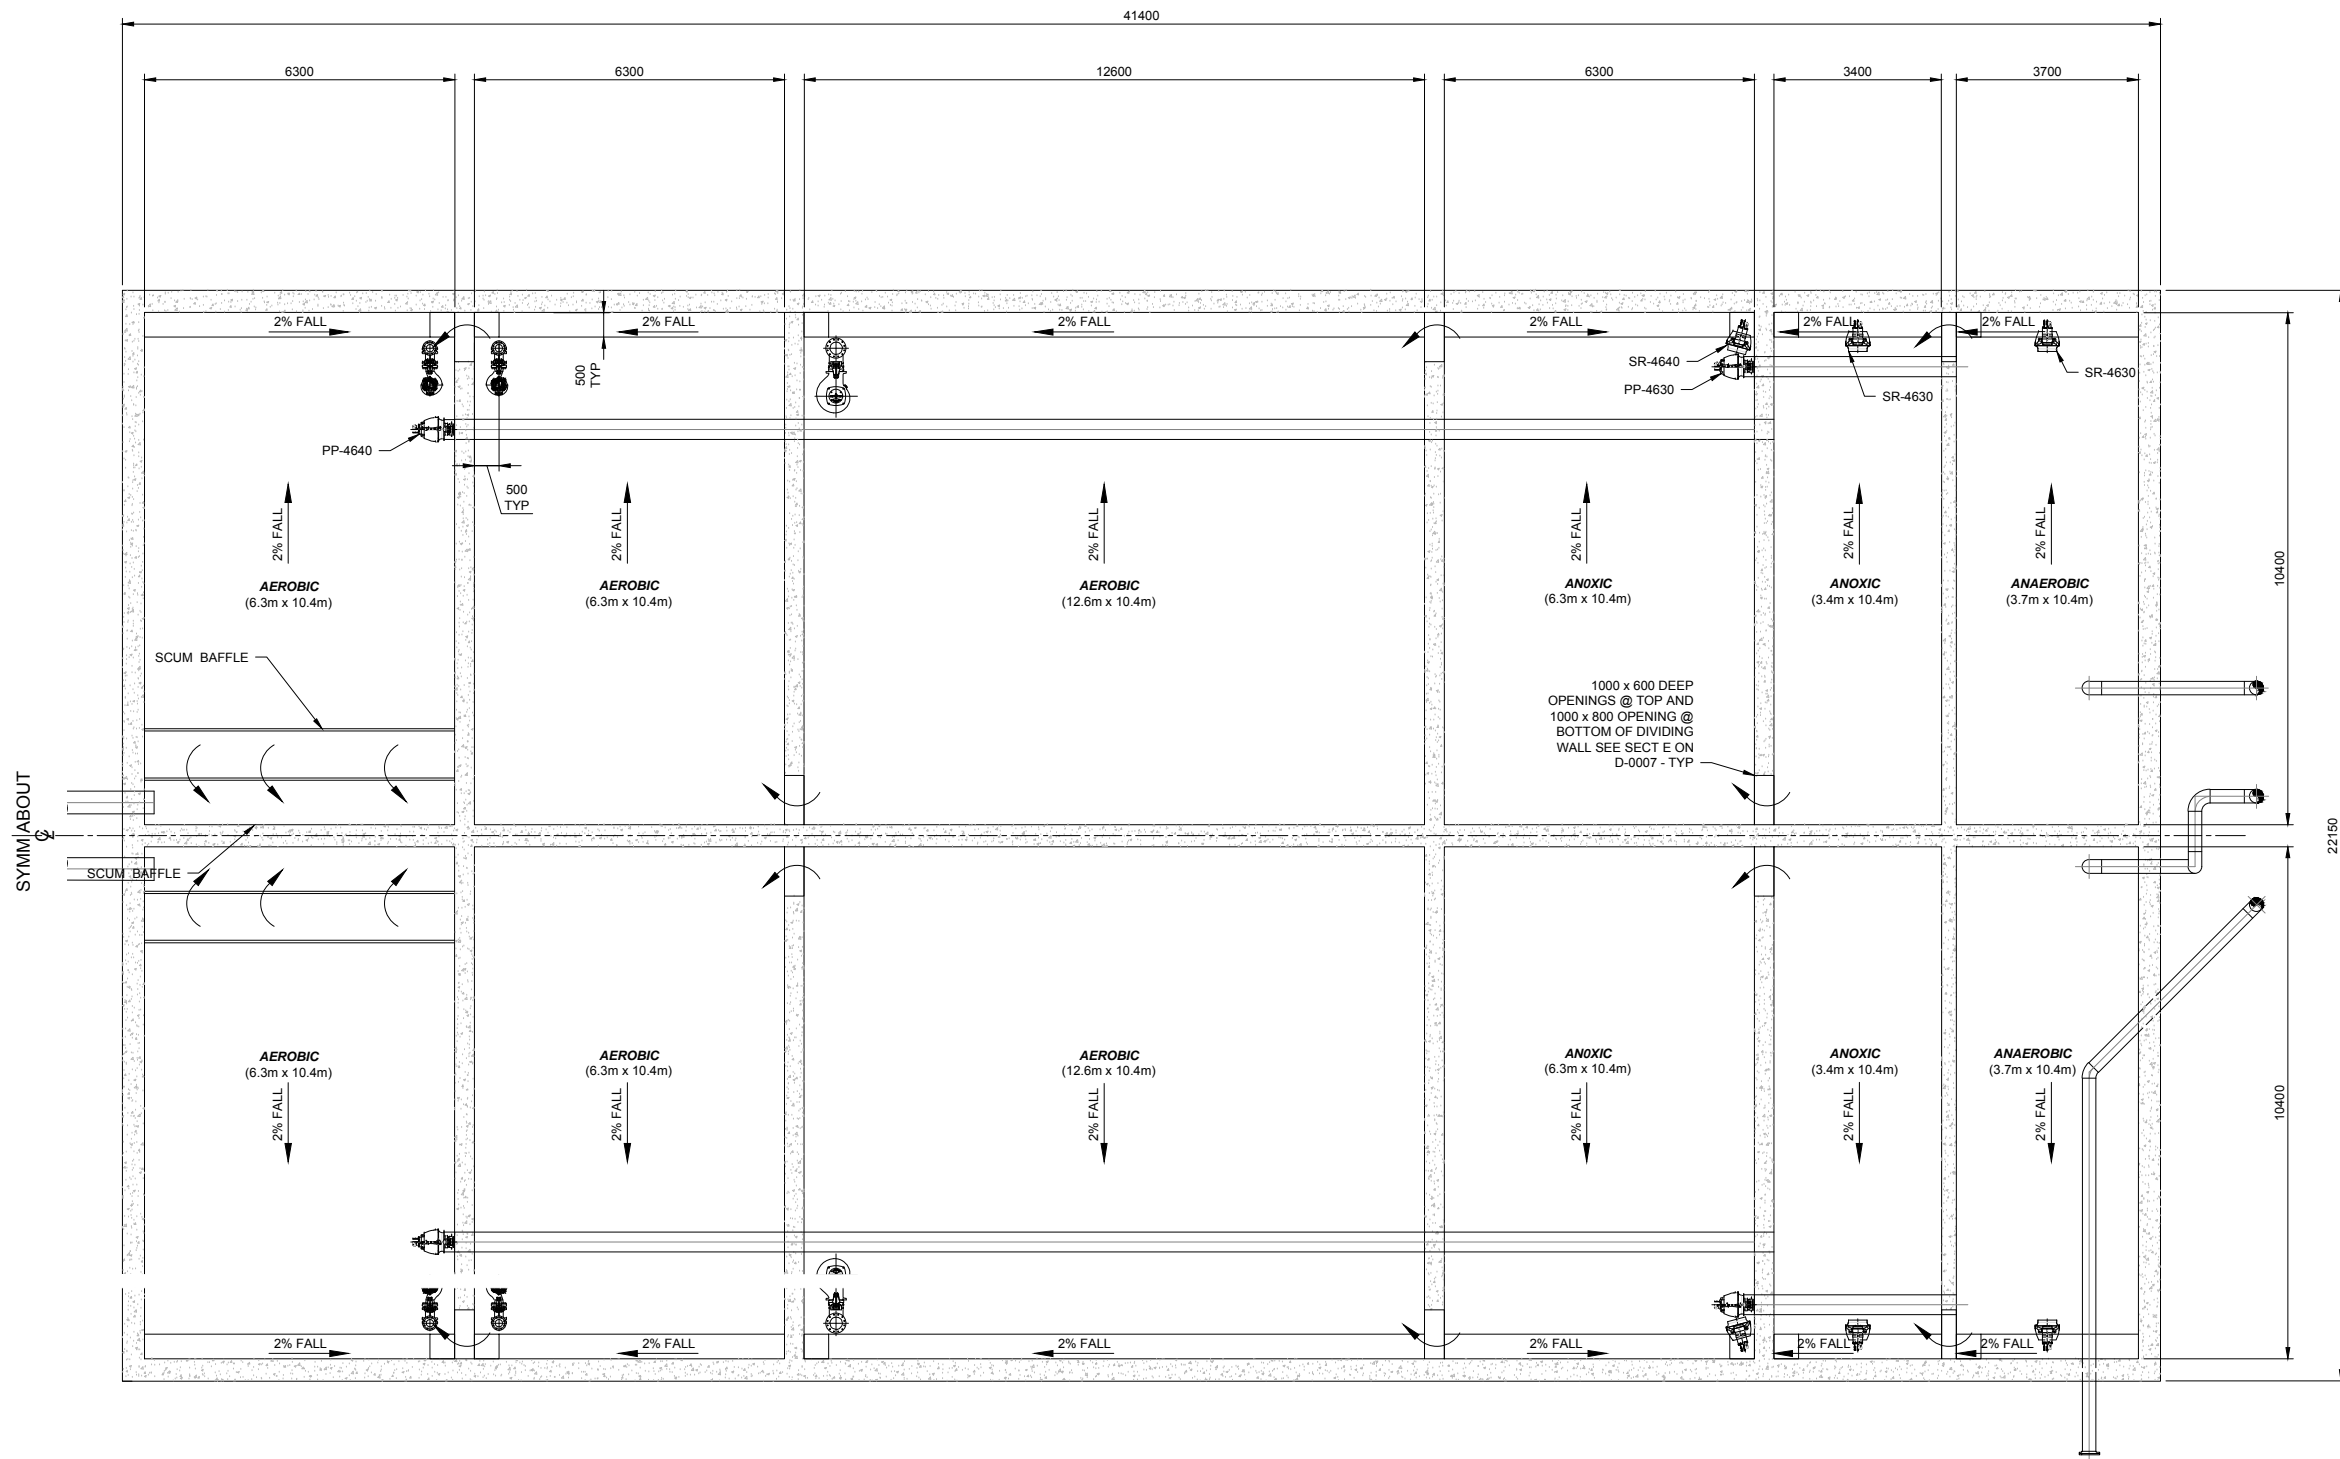 41400
6300
6300
12600
6300
3400
3700
2% FALL
2% FALL
2% FALL
2% FALL
2% FALL
2% FALL
500
TYP
SR-4640
PP-4630
SR-4630
SR-4630
PP-4640
500
TYP
2% FALL
2% FALL
2% FALL
2% FALL
2% FALL
2% FALL
10400
AEROBIC
(6.3m x 10.4m)
AEROBIC
(6.3m x 10.4m)
AEROBIC
(12.6m x 10.4m)
AN0XIC
(6.3m x 10.4m)
ANOXIC
(3.4m x 10.4m)
ANAEROBIC
(3.7m x 10.4m)
SCUM BAFFLE
1000 x 600 DEEP
OPENINGS @ TOP AND
1000 x 800 OPENING @
BOTTOM OF DIVIDING
WALL SEE SECT E ON
D-0007 - TYP
SYMM ABOUT
℄
22150
SCUM BAFFLE
AEROBIC
(6.3m x 10.4m)
AEROBIC
(6.3m x 10.4m)
AEROBIC
(12.6m x 10.4m)
AN0XIC
(6.3m x 10.4m)
ANOXIC
(3.4m x 10.4m)
ANAEROBIC
(3.7m x 10.4m)
2% FALL
2% FALL
2% FALL
2% FALL
2% FALL
2% FALL
10400
2% FALL
2% FALL
2% FALL
2% FALL
2% FALL
2% FALL